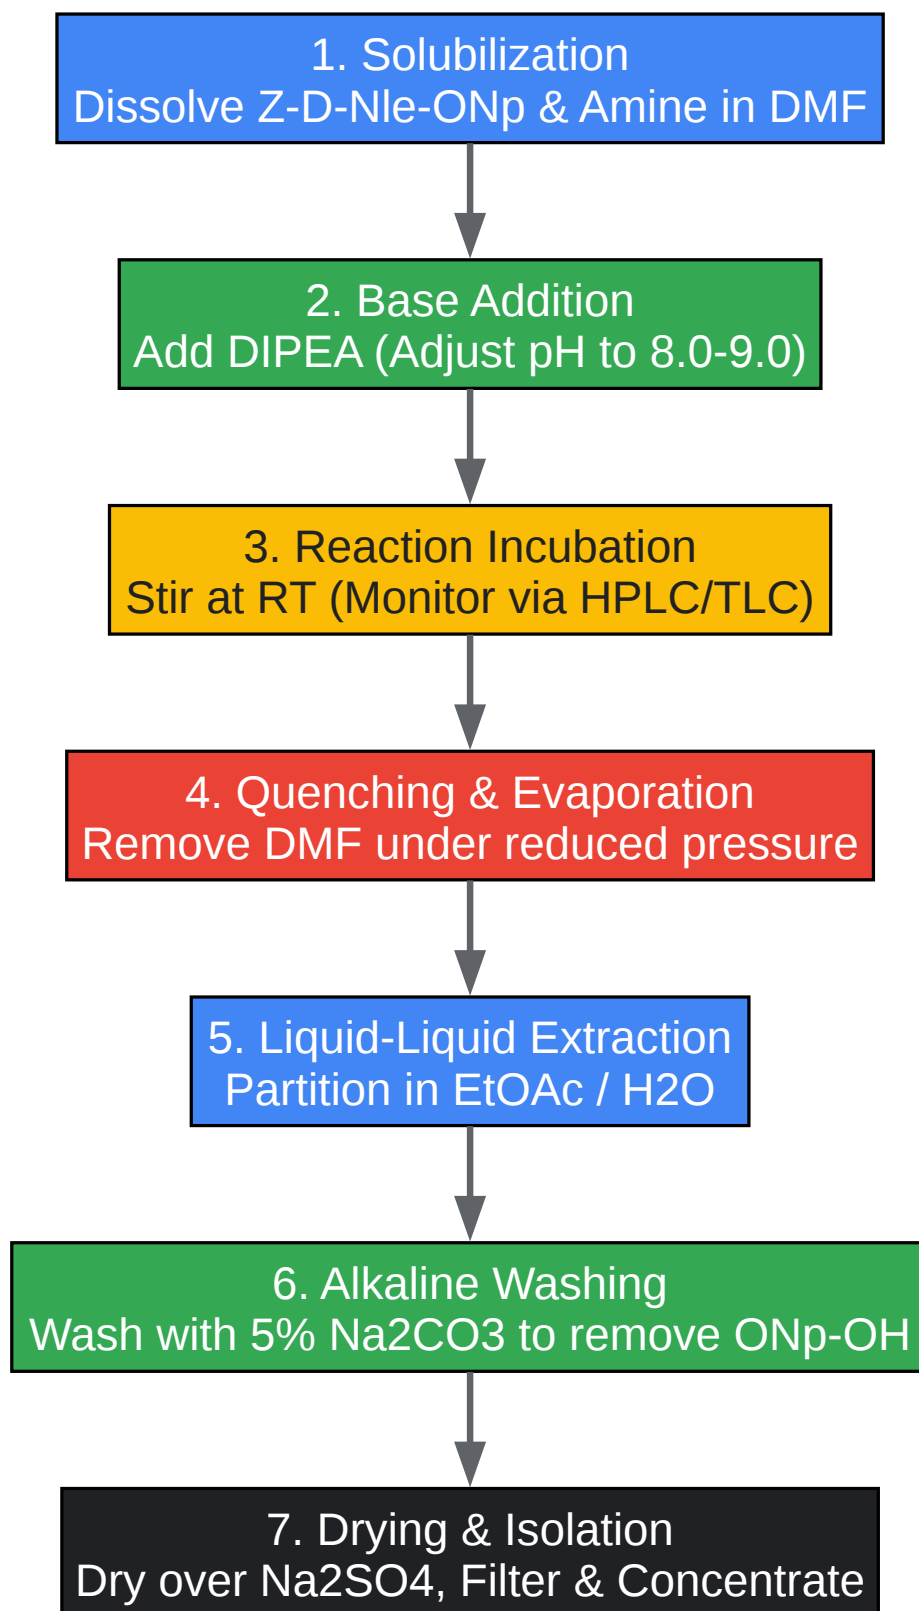 1. Solubilization
Dissolve Z-D-Nle-ONp & Amine in DMF
2. Base Addition
Add DIPEA (Adjust pH to 8.0-9.0)
3. Reaction Incubation
Stir at RT (Monitor via HPLC/TLC)
4. Quenching & Evaporation
Remove DMF under reduced pressure
5. Liquid-Liquid Extraction
Partition in EtOAc / H2O
6. Alkaline Washing
Wash with 5% Na2CO3 to remove ONp-OH
7. Drying & Isolation
Dry over Na2SO4, Filter & Concentrate